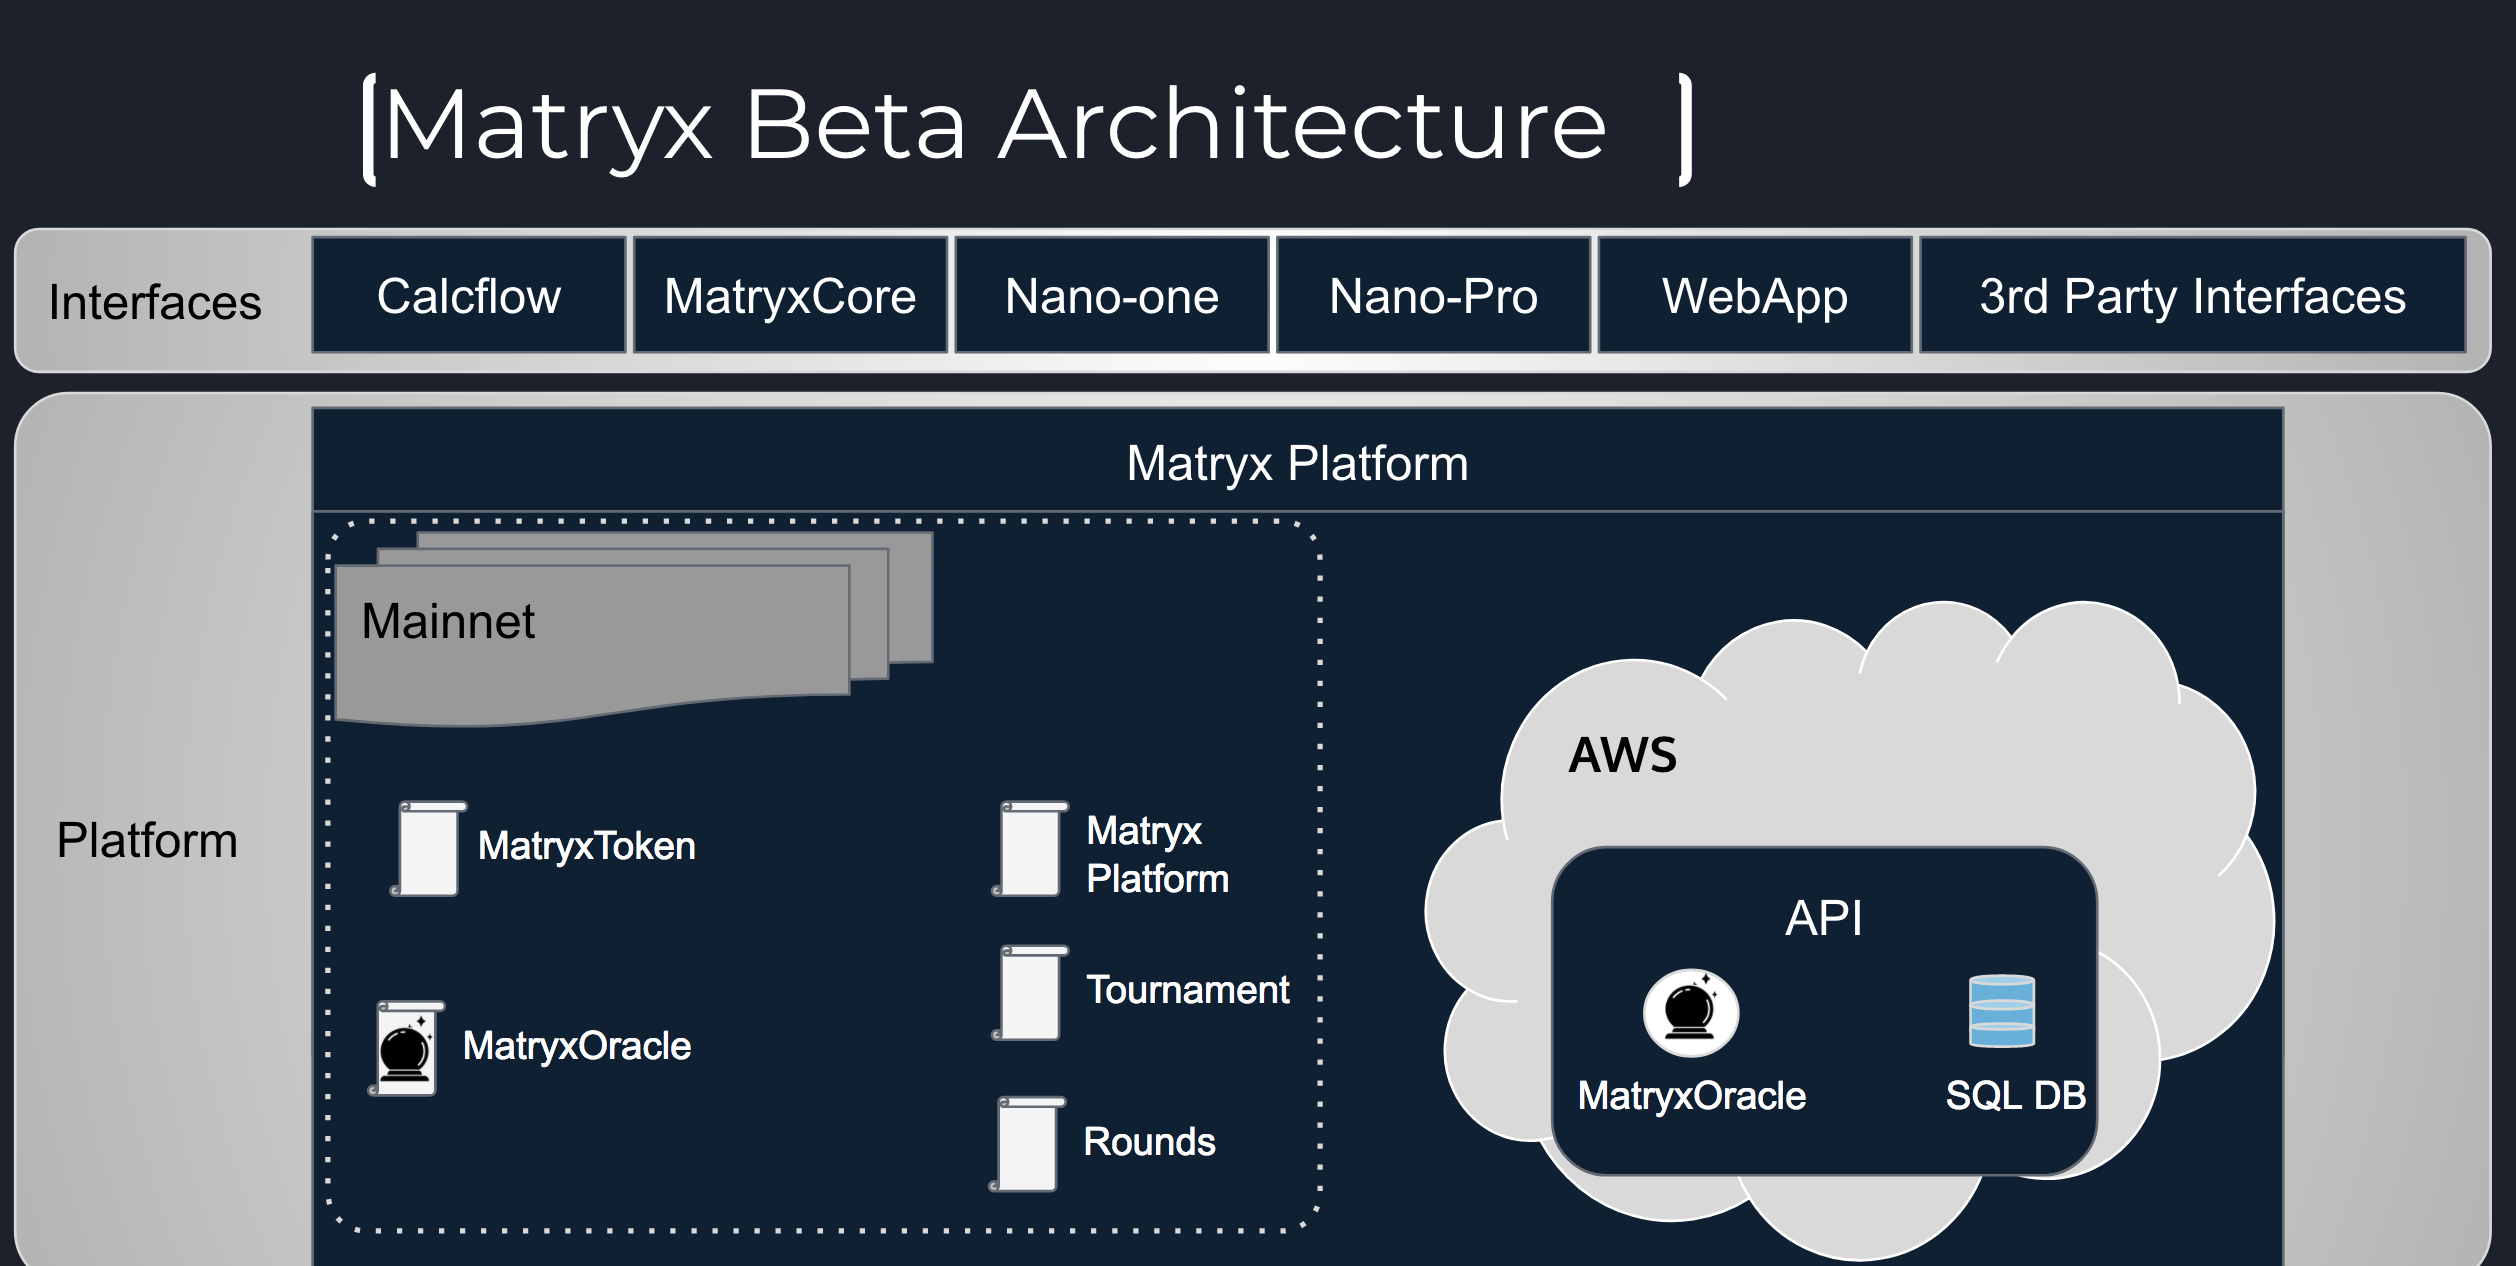 [Matryx Beta Architecture ]
Interfaces
Calcflow
MatryxCore
Nano-one
Nano-Pro
WebApp
3rd Party Interfaces
Platform
Matryx Platform
Mainnet
MatryxToken
MatryxOracle
Matryx
Platform
Tournament
Rounds
AWS
API
MatryxOracle
SQL DB